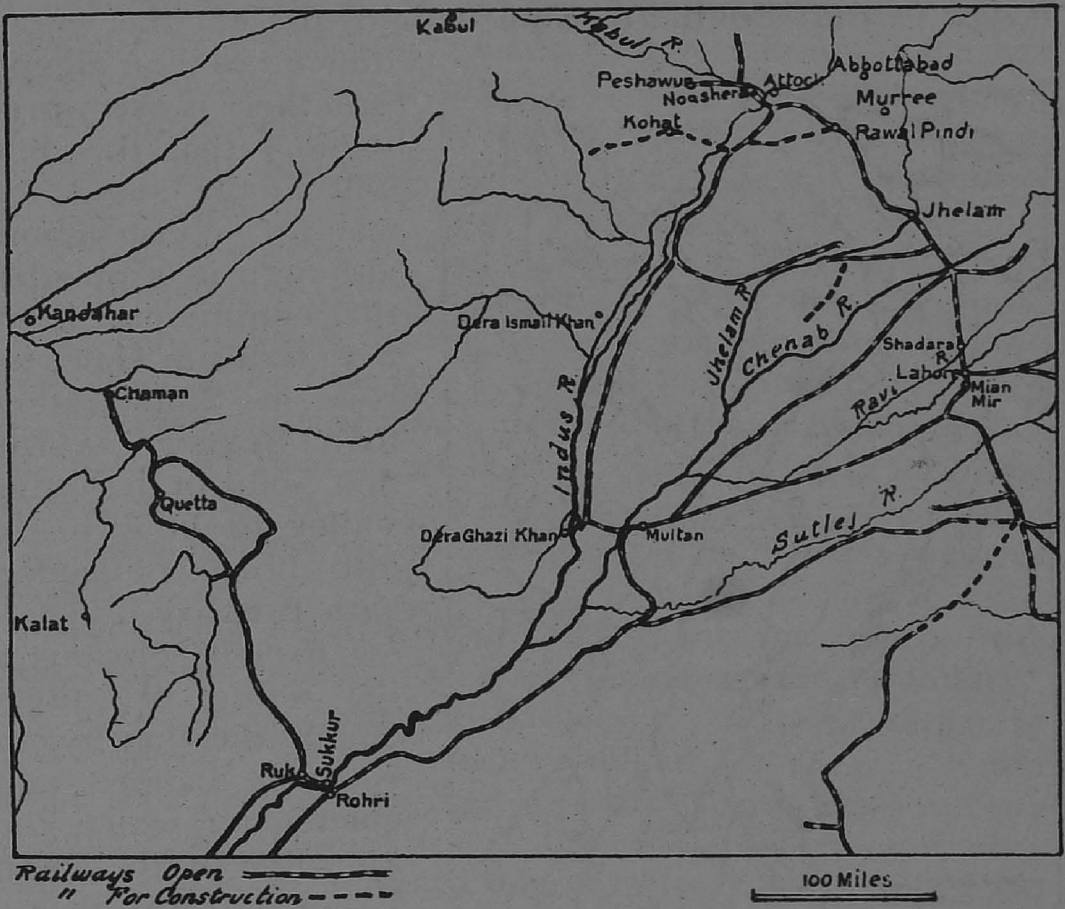 Kabul
Kabul R.
Peshawur
Attock
Abbottabad
Noashera
Murree
Kohat
Rawal Pindi
Jhelam
Kandahar
Dera Ismail Khan
Jhelam R.
Chenab R.
Shadara
Lahore
Ravi R.
Mian
Mir
Chaman
Indus R.
Quetta
Dera Ghazi Khan
Multan
Sutlej R.
Kalat
Sukkur
Ruk
Rohri
Railways Open
" For Construction
100 Miles